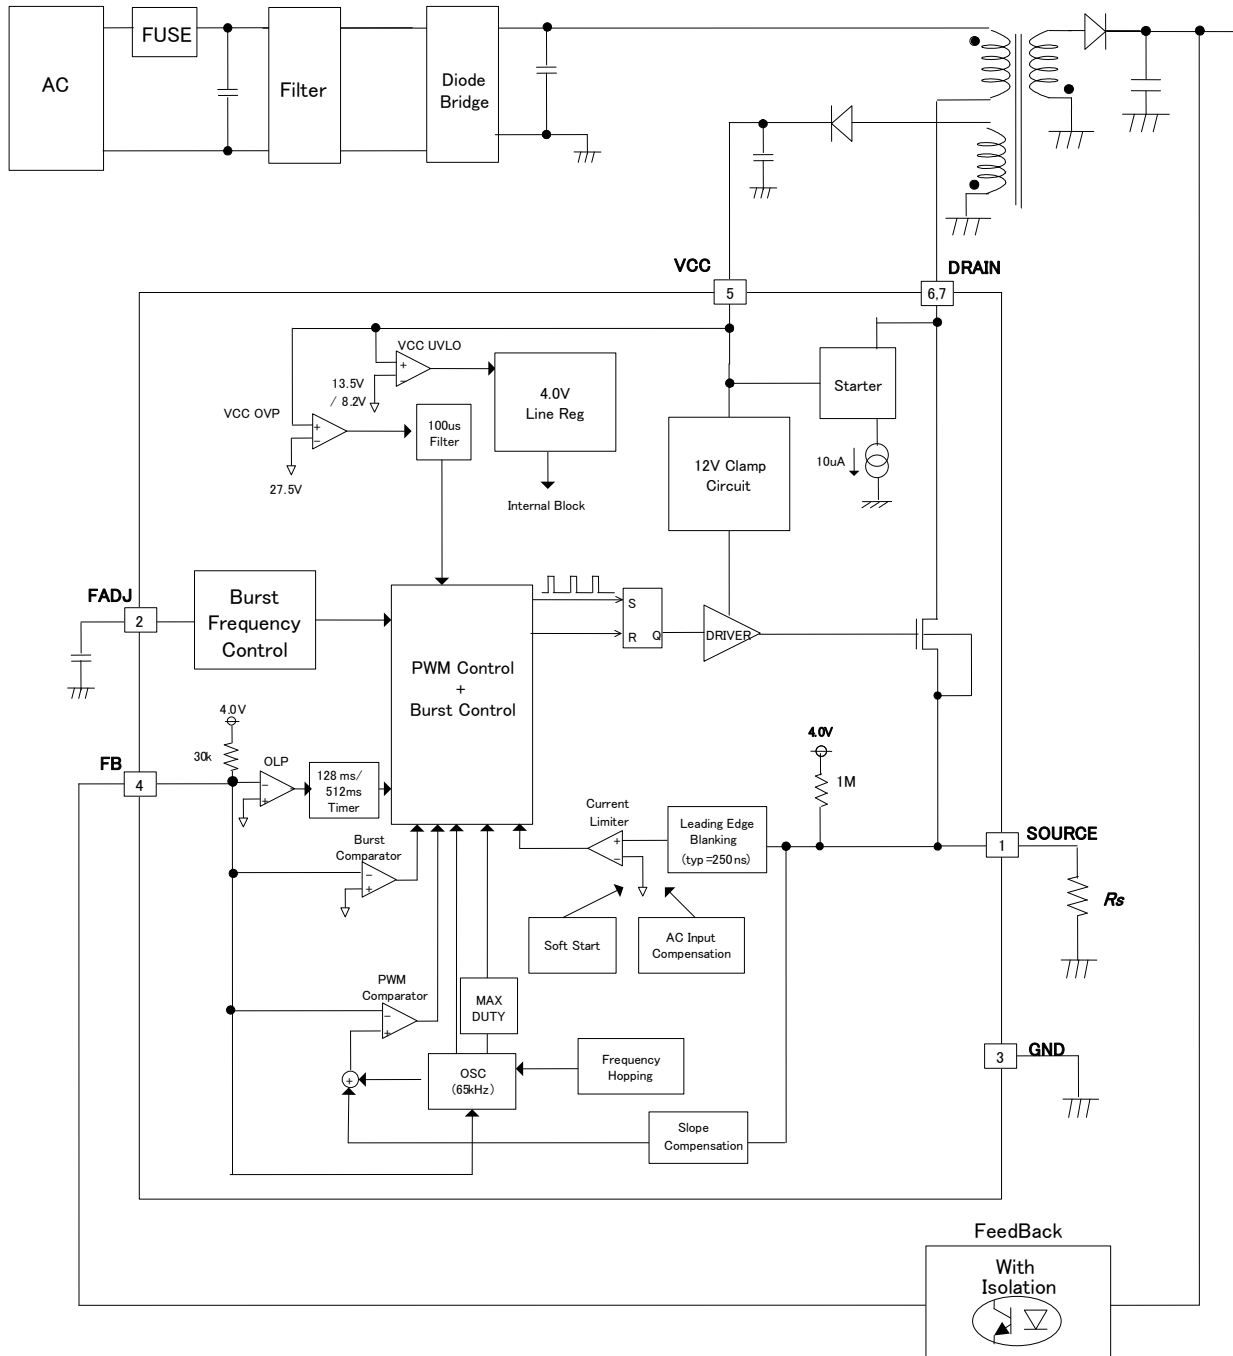 AC
FUSE
Filter
Diode
Bridge
VCC
DRAIN
5
6,7
VCC UVLO
+
−
13.5V
/ 8.2V
4.0V
Line Reg
Starter
VCC OVP
+
−
27.5V
100us
Filter
12V Clamp
Circuit
10uA
Internal Block
FADJ
2
Burst
Frequency
Control
PWM Control
+
Burst Control
S
R
Q
DRIVER
4.0V
30k
FB
4
OLP
−
+
128 ms/
512ms
Timer
4.0V
1M
Current
Limiter
+
−
Leading Edge
Blanking
(typ=250ns)
SOURCE
1
Rs
Burst
Comparator
−
+
Soft Start
AC Input
Compensation
PWM
Comparator
−
+
MAX
DUTY
+
OSC
(65kHz)
Frequency
Hopping
3
GND
Slope
Compensation
FeedBack
With
Isolation